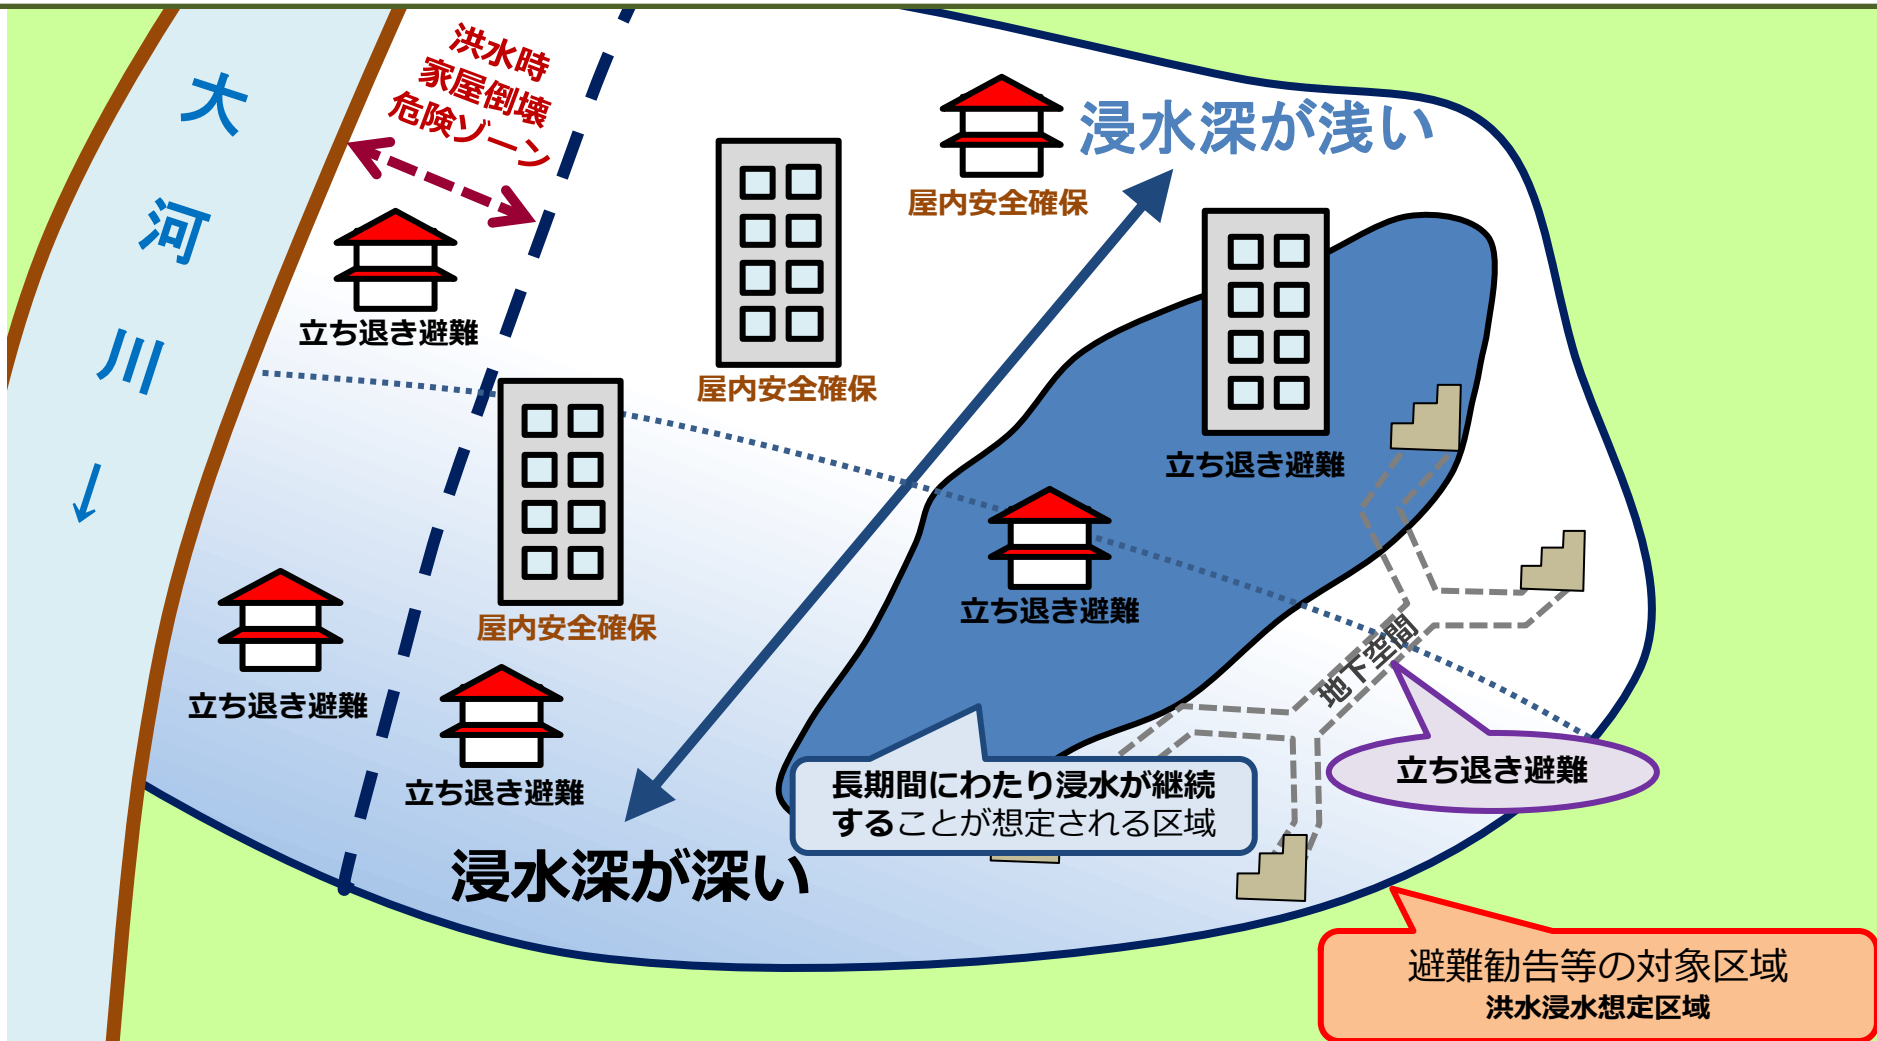 洪水時
家屋倒壊
危険ゾーン
大
河
川
↓
浸水深が浅い
屋内安全確保
立ち退き避難
屋内安全確保
立ち退き避難
屋内安全確保
立ち退き避難
地下空間
立ち退き避難
立ち退き避難
立ち退き避難
長期間にわたり浸水が継続
することが想定される区域
浸水深が深い
避難勧告等の対象区域
洪水浸水想定区域